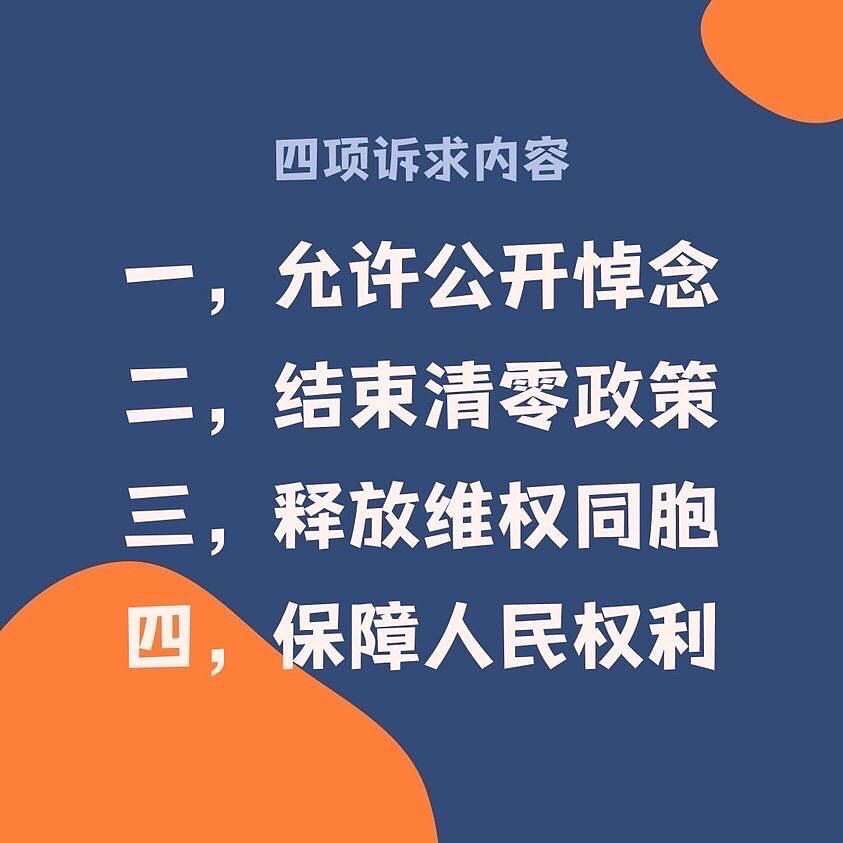 四项诉求内容
一，允许公开悼念
二，结束清零政策
三，释放维权同胞
四，保障人民权利